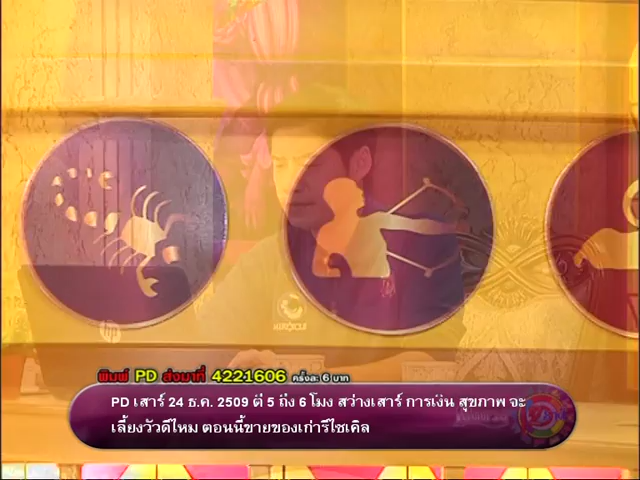 พิมพ์ PD ส่งมาที่ 4221606 ครั้งละ 6 บาท
PD เสาร์ 24 ธ.ค. 2509 ตี 5 ถึง 6 โมง สว่างเสาร์ การเงิน สุขภาพ จะ
เลี้ยงวัวดีไหม ตอนนี้ขายของเก่ารีไซเคิล